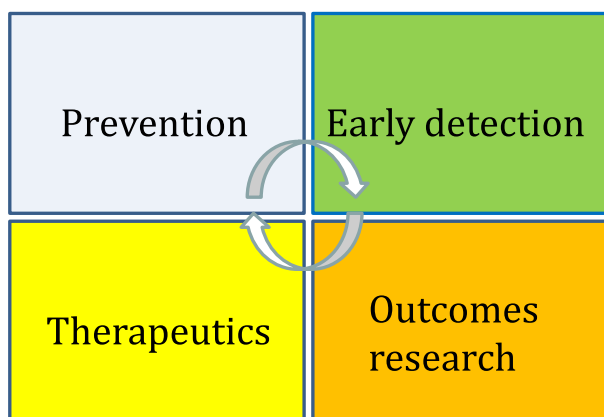 Prevention
Early detection
Therapeutics
Outcomes
research